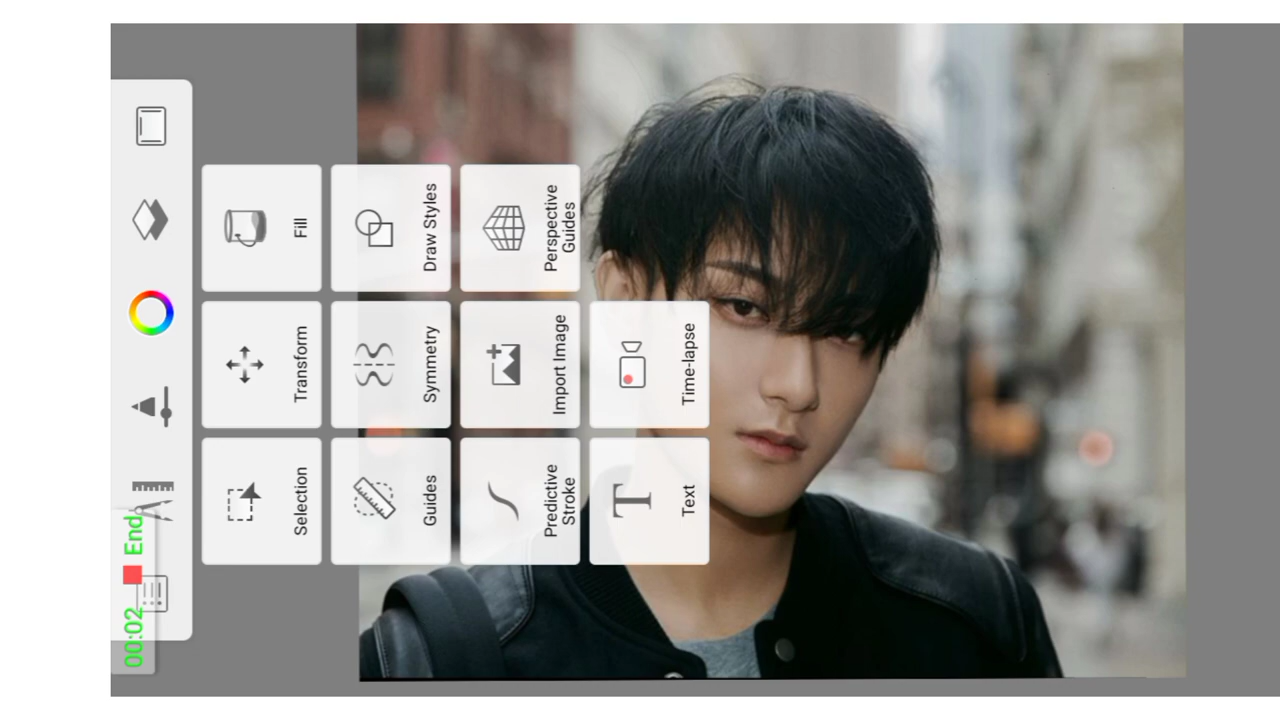 Fill
Draw Styles
Perspective
Guides
Transform
Symmetry
Import Image
Time-lapse
Selection
Guides
Predictive
Stroke
Text
00:02 End